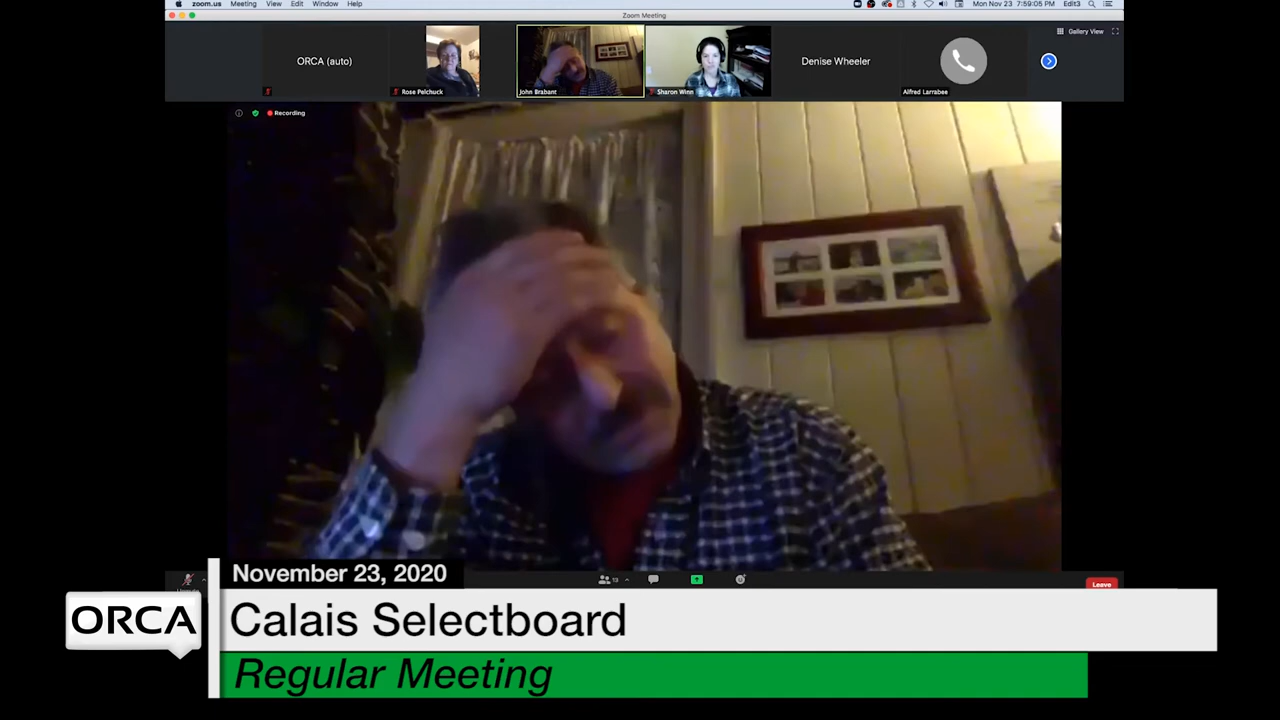 zoom.us Meeting View Edit Window Help
Mon Nov 23 7:59:05 PM Edit3
Zoom Meeting
Gallery View
ORCA (auto)
Rose Pelchuck
John Brabant
Sharon Winn
Denise Wheeler
Alfred Larrabee
Recording
November 23, 2020
Leave
ORCA
Calais Selectboard
Regular Meeting